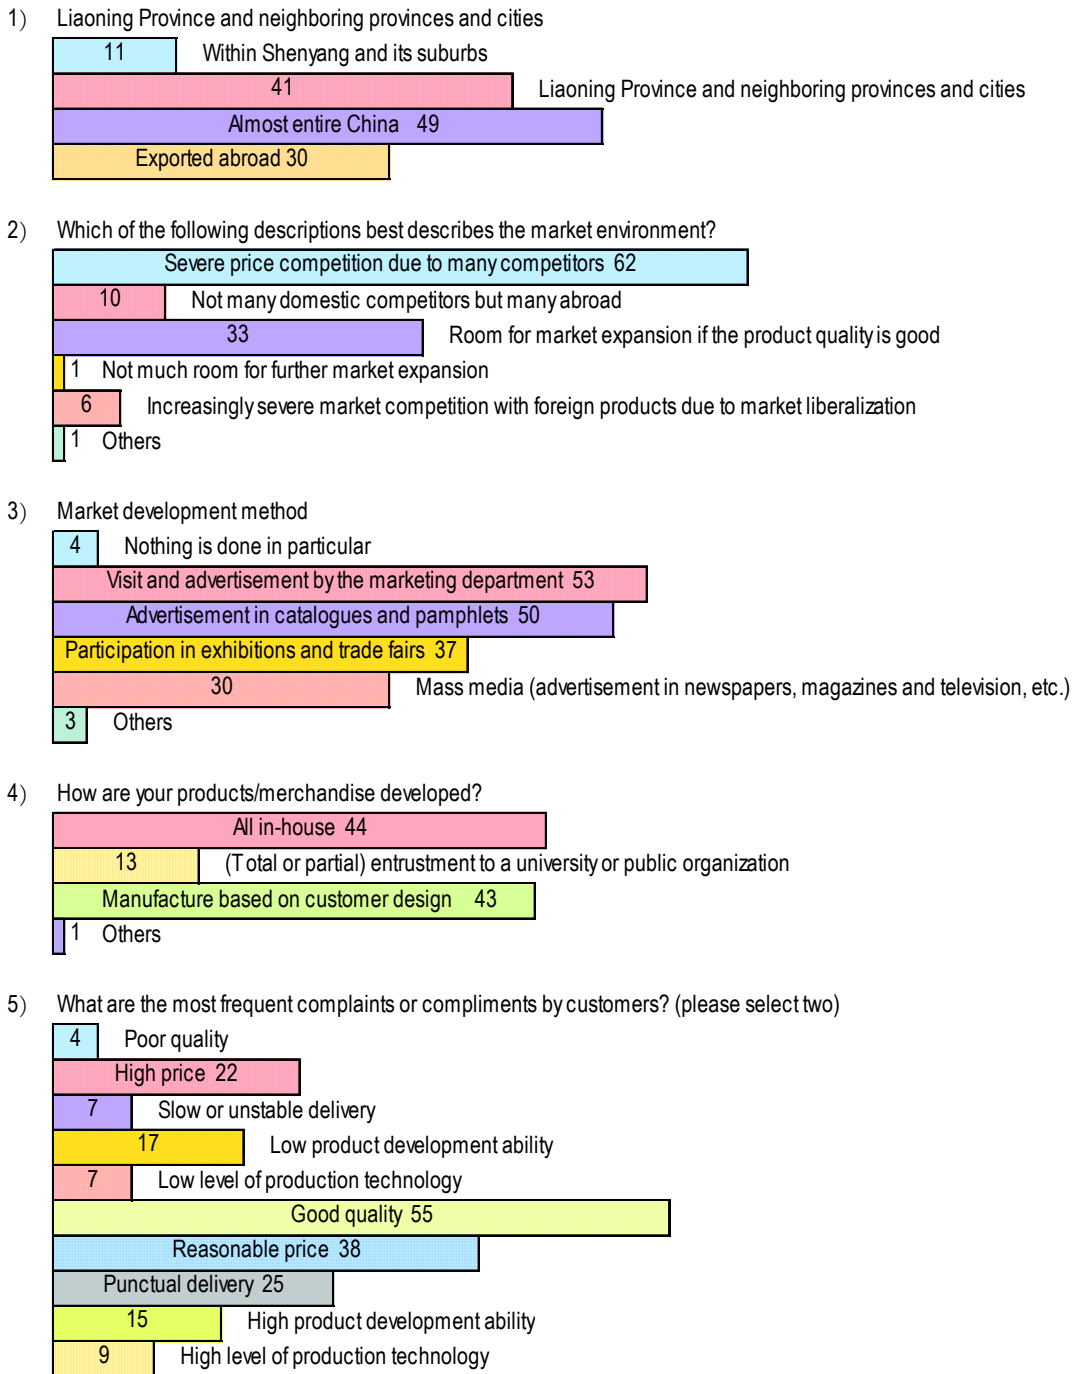 1) Liaoning Province and neighboring provinces and cities
11 Within Shenyang and its suburbs
41 Liaoning Province and neighboring provinces and cities
Almost entire China 49
Exported abroad 30
2) Which of the following descriptions best describes the market environment?
Severe price competition due to many competitors 62
10 Not many domestic competitors but many abroad
33 Room for market expansion if the product quality is good
1 Not much room for further market expansion
6 Increasingly severe market competition with foreign products due to market liberalization
1 Others
3) Market development method
4 Nothing is done in particular
Visit and advertisement by the marketing department 53
Advertisement in catalogues and pamphlets 50
Participation in exhibitions and trade fairs 37
30 Mass media (advertisement in newspapers, magazines and television, etc.)
3 Others
4) How are your products/merchandise developed?
All in-house 44
13 (Total or partial) entrustment to a university or public organization
Manufacture based on customer design 43
1 Others
5) What are the most frequent complaints or compliments by customers? (please select two)
4 Poor quality
High price 22
7 Slow or unstable delivery
17 Low product development ability
7 Low level of production technology
Good quality 55
Reasonable price 38
Punctual delivery 25
15 High product development ability
9 High level of production technology